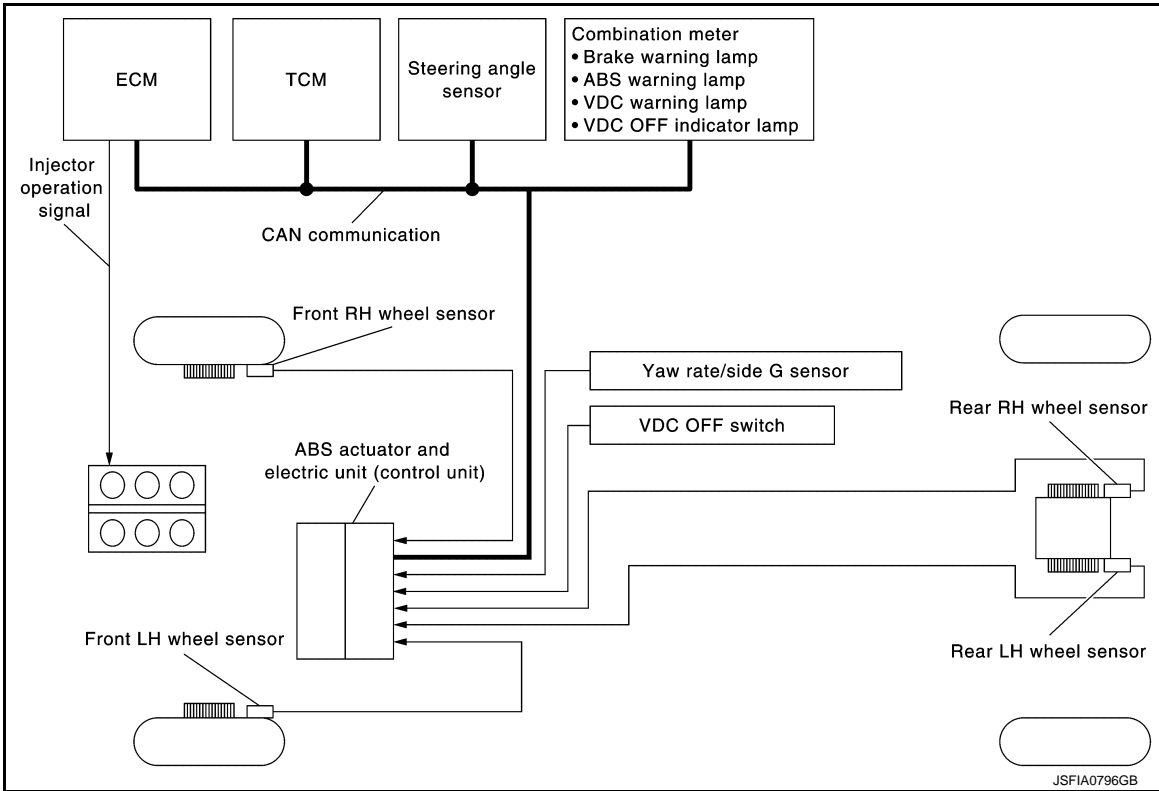 ECM
TCM
Steering angle
sensor
Combination meter
• Brake warning lamp
• ABS warning lamp
• VDC warning lamp
• VDC OFF indicator lamp
Injector
operation
signal
CAN communication
Front RH wheel sensor
Yaw rate/side G sensor
VDC OFF switch
Rear RH wheel sensor
ABS actuator and
electric unit (control unit)
Front LH wheel sensor
Rear LH wheel sensor
JSFIA0796GB